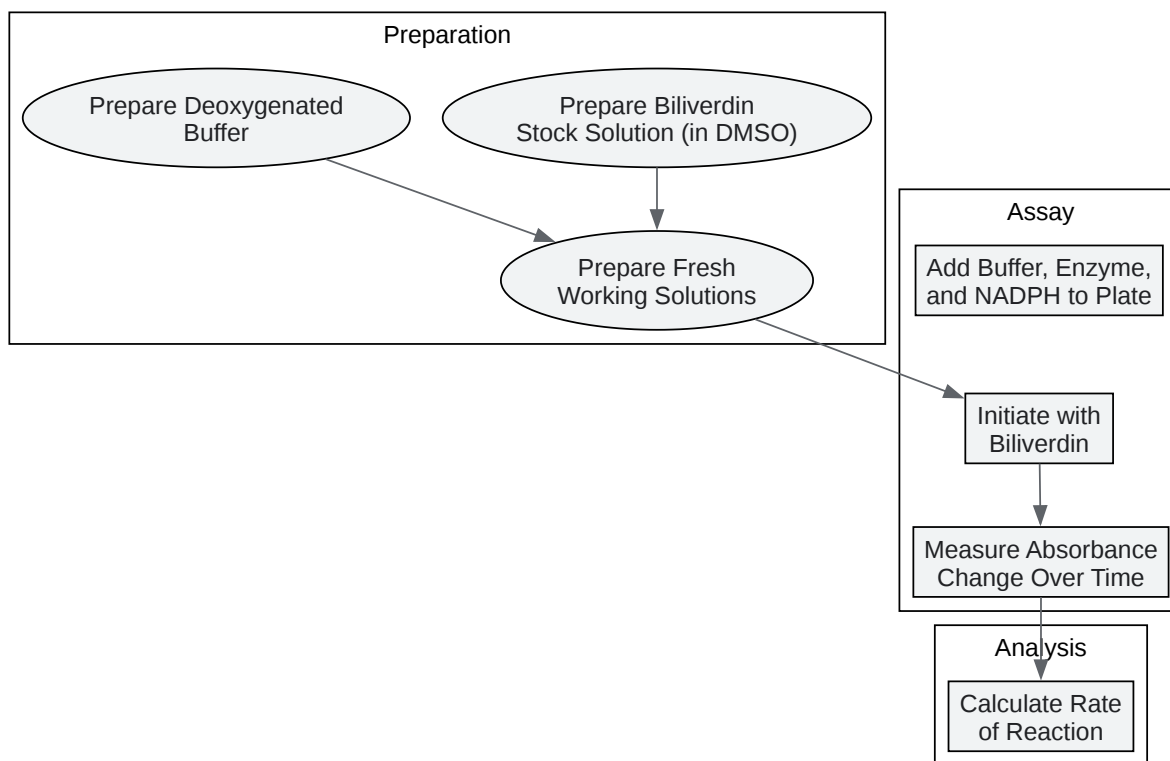 Preparation
Prepare Deoxygenated
Buffer
Prepare Biliverdin
Stock Solution (in DMSO)
Prepare Fresh
Working Solutions
Assay
Add Buffer, Enzyme,
and NADPH to Plate
Initiate with
Biliverdin
Measure Absorbance
Change Over Time
Analysis
Calculate Rate
of Reaction